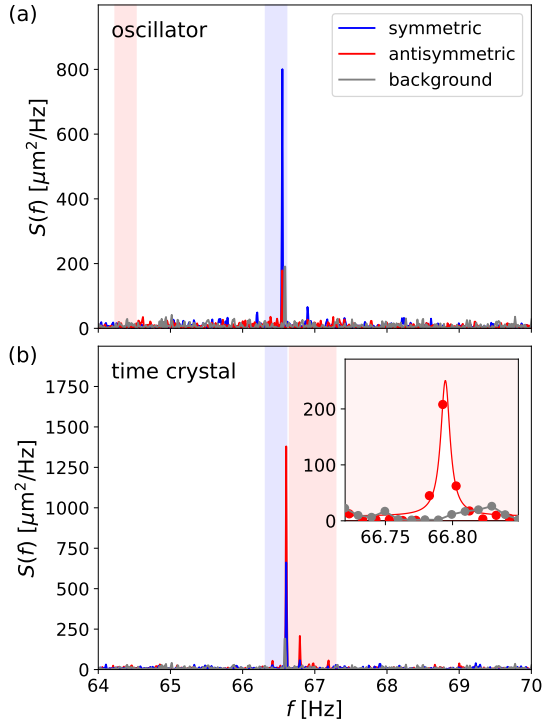 (a)
oscillator
symmetric
antisymmetric
background
800
600
400
200
0
S(f) [μm²/Hz]
(b)
time crystal
1750
1500
1250
1000
750
500
250
0
S(f) [μm²/Hz]
200
100
0
66.75 66.80
64 65 66 67 68 69 70
f [Hz]